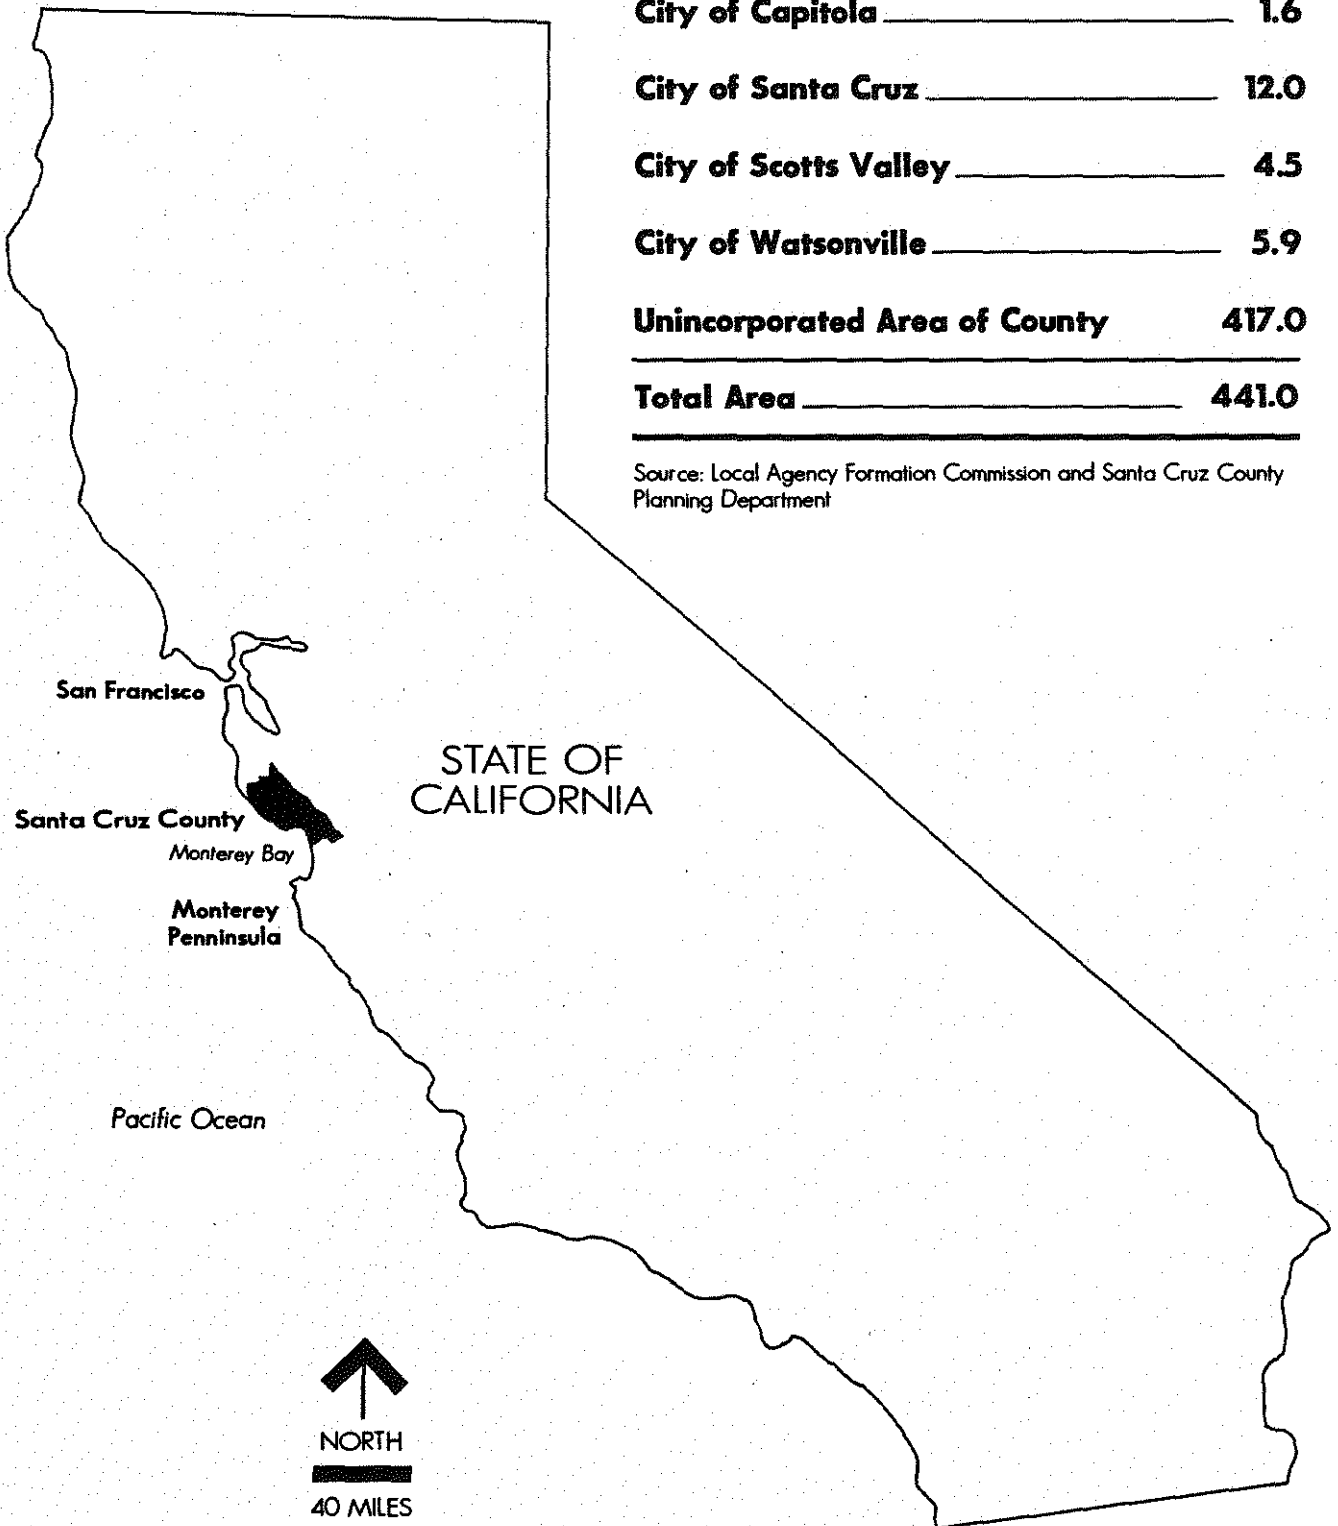 City of Capitola 1.6
City of Santa Cruz 12.0
City of Scotts Valley 4.5
City of Watsonville 5.9
Unincorporated Area of County 417.0
Total Area 441.0
Source: Local Agency Formation Commission and Santa Cruz County
Planning Department
San Francisco
STATE OF
CALIFORNIA
Santa Cruz County
Monterey Bay
Monterey
Penninsula
Pacific Ocean
NORTH
40 MILES